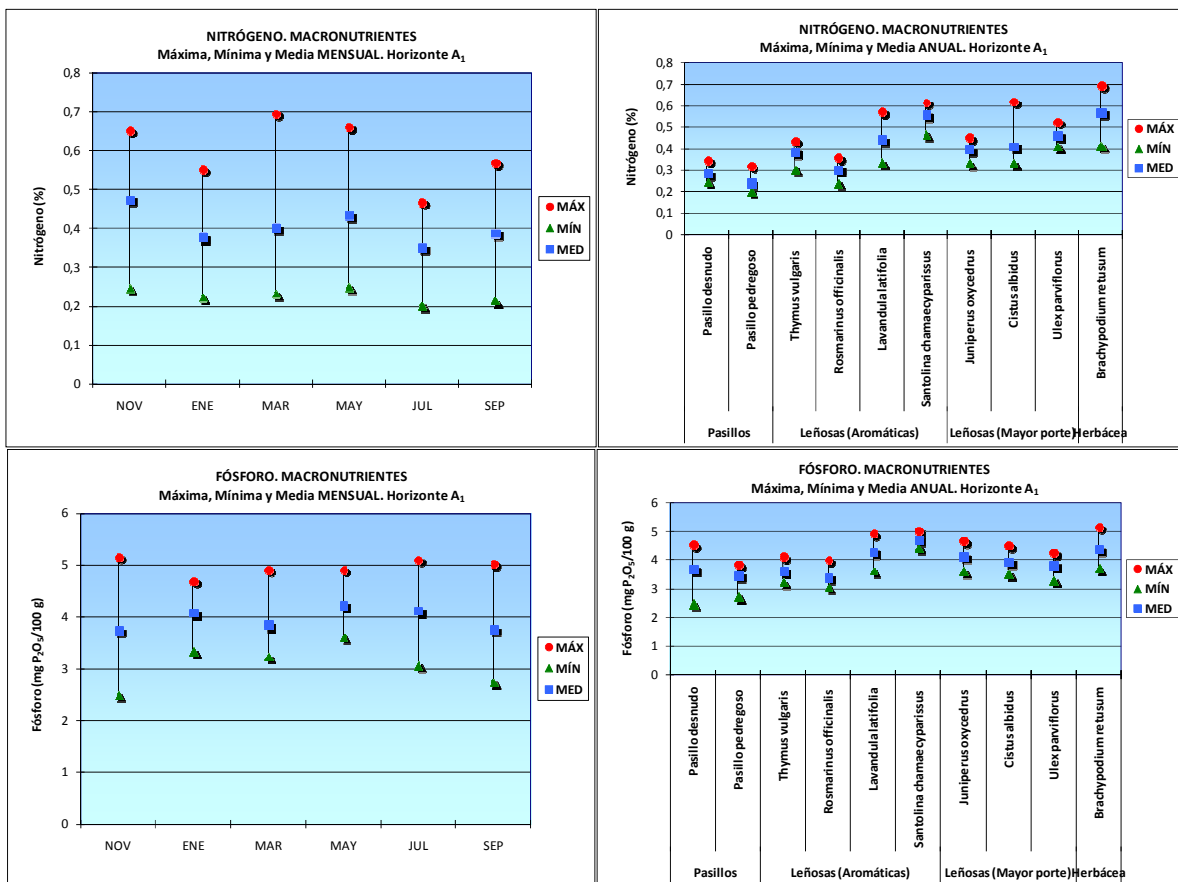 NITRÓGENO. MACRONUTRIENTES
Máxima, Mínima y Media MENSUAL. Horizonte A₁
0,8
0,7
0,6
0,5
0,4
0,3
0,2
0,1
0
Nitrógeno (%)
NOV ENE MAR MAY JUL SEP
MÁX
MÍN
MED
NITRÓGENO. MACRONUTRIENTES
Máxima, Mínima y Media ANUAL. Horizonte A₁
0,8
0,7
0,6
0,5
0,4
0,3
0,2
0,1
0
Nitrógeno (%)
Pasillo desnudo
Pasillo pedregoso
Thymus vulgaris
Rosmarinus officinalis
Lavandula latifolia
Santolina chamaecyparissus
Juniperus oxycedrus
Cistus albidus
Ulex parviflorus
Brachypodium retusum
Pasillos Leñosas (Aromáticas) Leñosas (Mayor porte) Herbácea
MÁX
MÍN
MED
FÓSFORO. MACRONUTRIENTES
Máxima, Mínima y Media MENSUAL. Horizonte A₁
6
5
4
3
2
1
0
Fósforo (mg P₂O₅/100 g)
NOV ENE MAR MAY JUL SEP
MÁX
MÍN
MED
FÓSFORO. MACRONUTRIENTES
Máxima, Mínima y Media ANUAL. Horizonte A₁
6
5
4
3
2
1
0
Fósforo (mg P₂O₅/100 g)
Pasillo desnudo
Pasillo pedregoso
Thymus vulgaris
Rosmarinus officinalis
Lavandula latifolia
Santolina chamaecyparissus
Juniperus oxycedrus
Cistus albidus
Ulex parviflorus
Brachypodium retusum
Pasillos Leñosas (Aromáticas) Leñosas (Mayor porte) Herbácea
MÁX
MÍN
MED